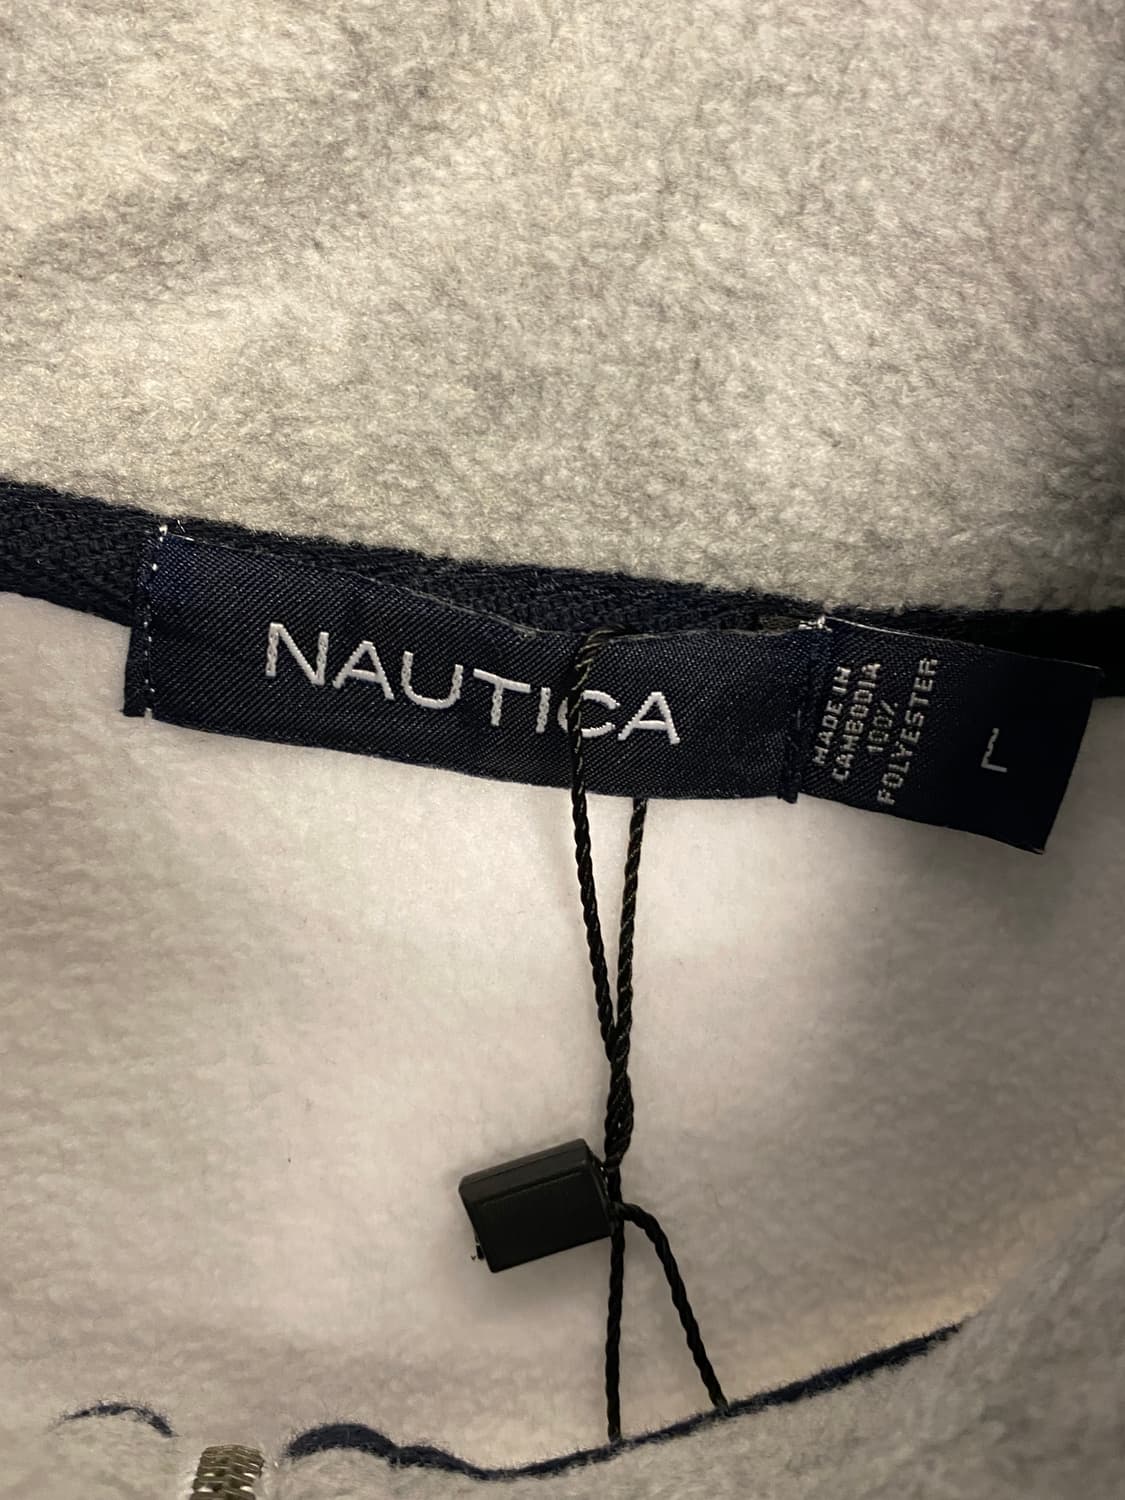 NAUTICA
MADE IN
CAMBODIA
100%
POLYESTER
L